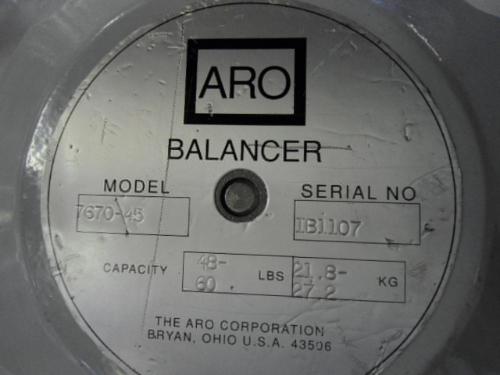 ARO
BALANCER
MODEL
7670-45
SERIAL NO
IB1107
CAPACITY 48-60 LBS 21.8-27.2 KG
THE ARO CORPORATION
BRYAN, OHIO U.S.A. 43506